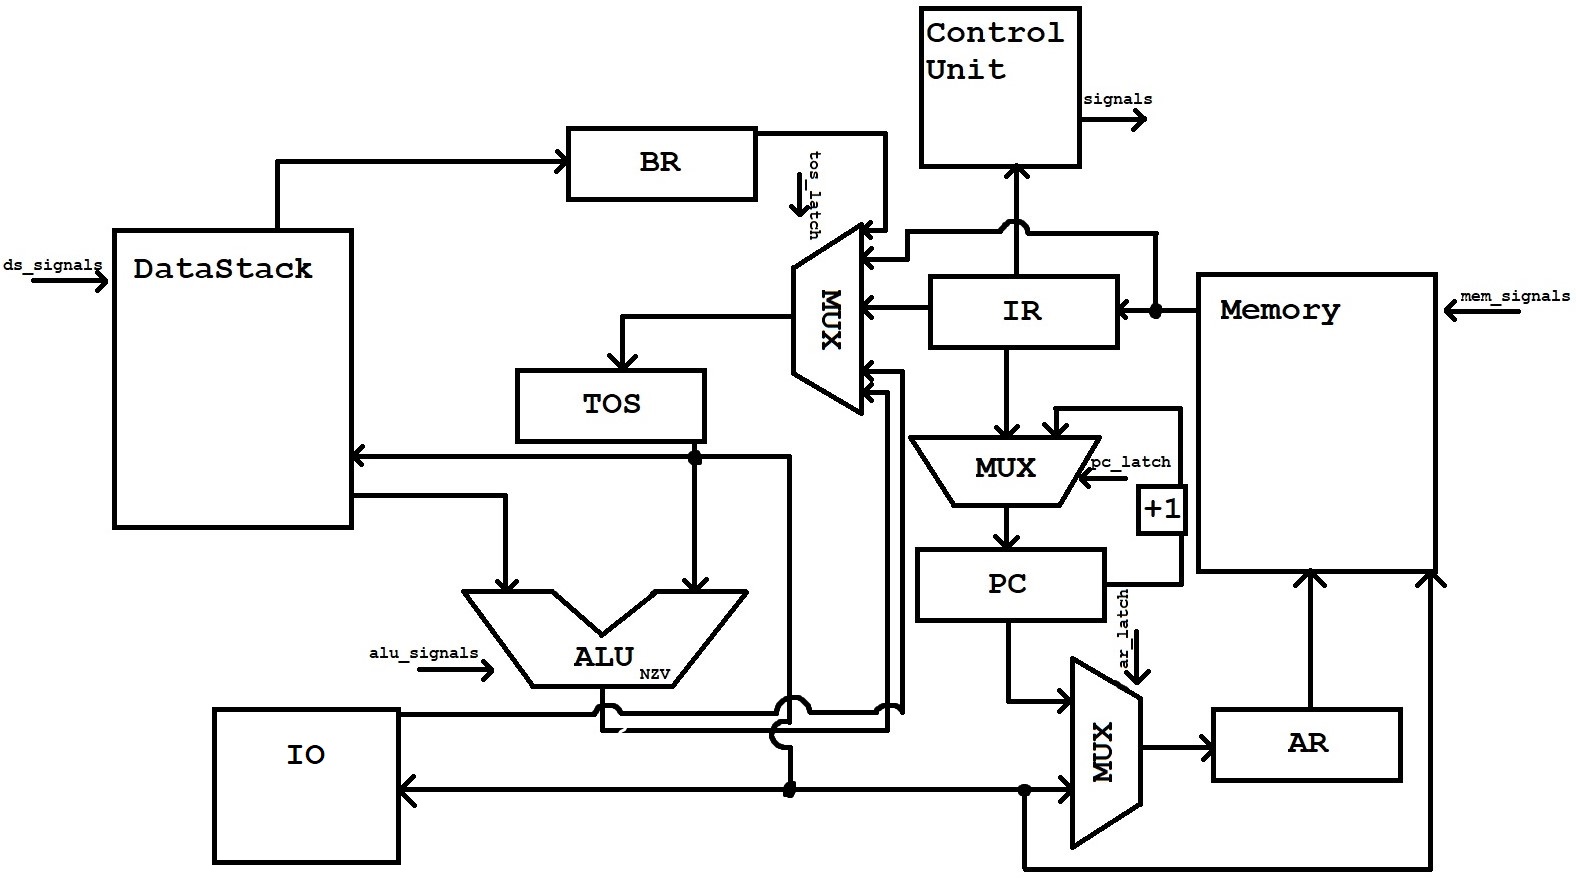 Control
Unit
signals
BR
tos_latch
ds_signals
DataStack
MUX
IR
Memory
mem_signals
TOS
MUX
pc_latch
+1
PC
ar_latch
ALU
NZV
alu_signals
IO
MUX
AR